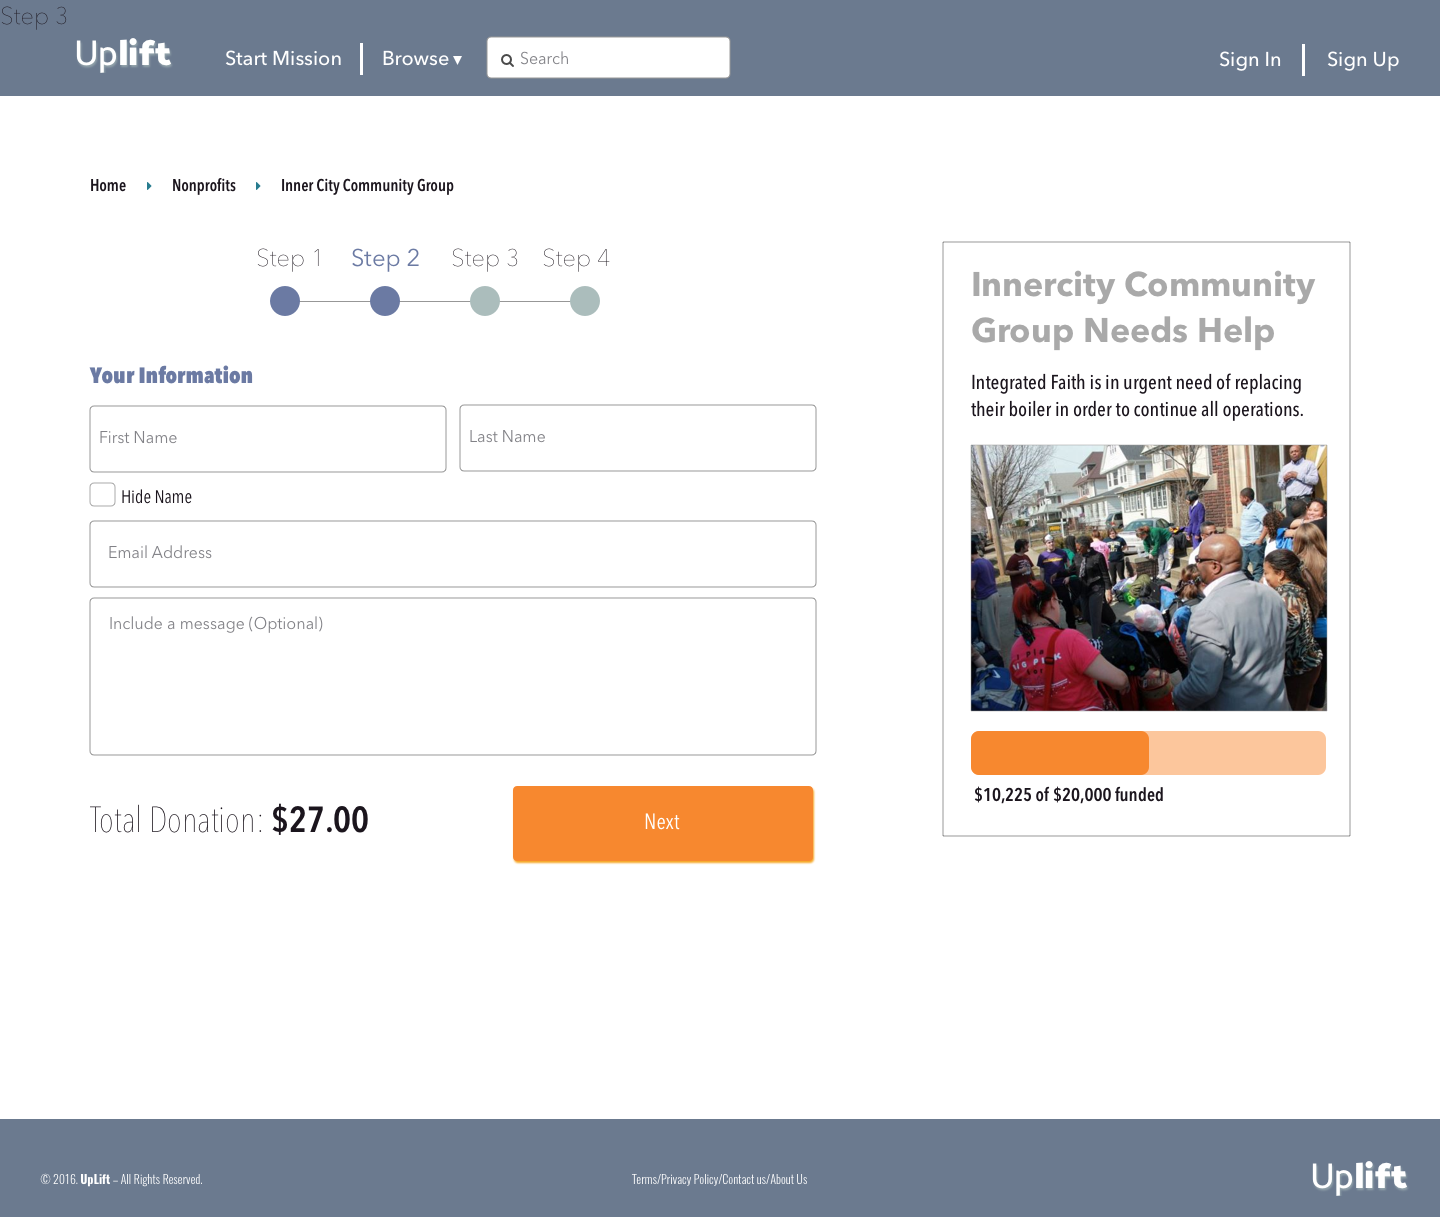 Step 3
Uplift
Start Mission
Browse ▾
Search
Sign In
Sign Up
Home
Nonprofits
Inner City Community Group
Step 1
Step 2
Step 3
Step 4
Your Information
First Name
Last Name
Hide Name
Email Address
Include a message (Optional)
Total Donation: $27.00
Next
Innercity Community
Group Needs Help
Integrated Faith is in urgent need of replacing
their boiler in order to continue all operations.
$10,225 of $20,000 funded
© 2016. UpLift – All Rights Reserved.
Terms/Privacy Policy/Contact us/About Us
Uplift